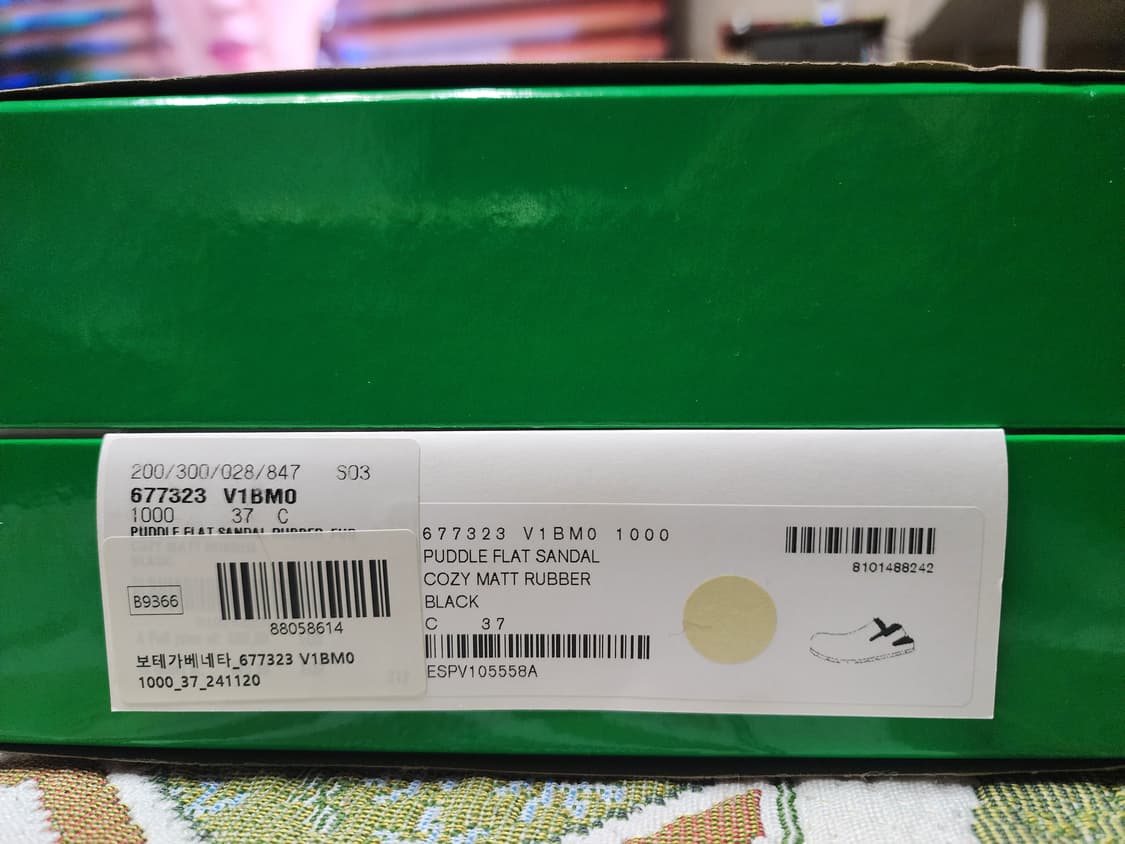 200/300/028/847 S03
677323 V1BM0
1000 37 C
PUDDLE FLAT SANDAL RUBBER
B9366
88058614
보테가베네타_677323 V1BM0
1000_37_241120
677323 V1BM0 1000
PUDDLE FLAT SANDAL
COZY MATT RUBBER
BLACK
C 37
ESPV105558A
8101488242